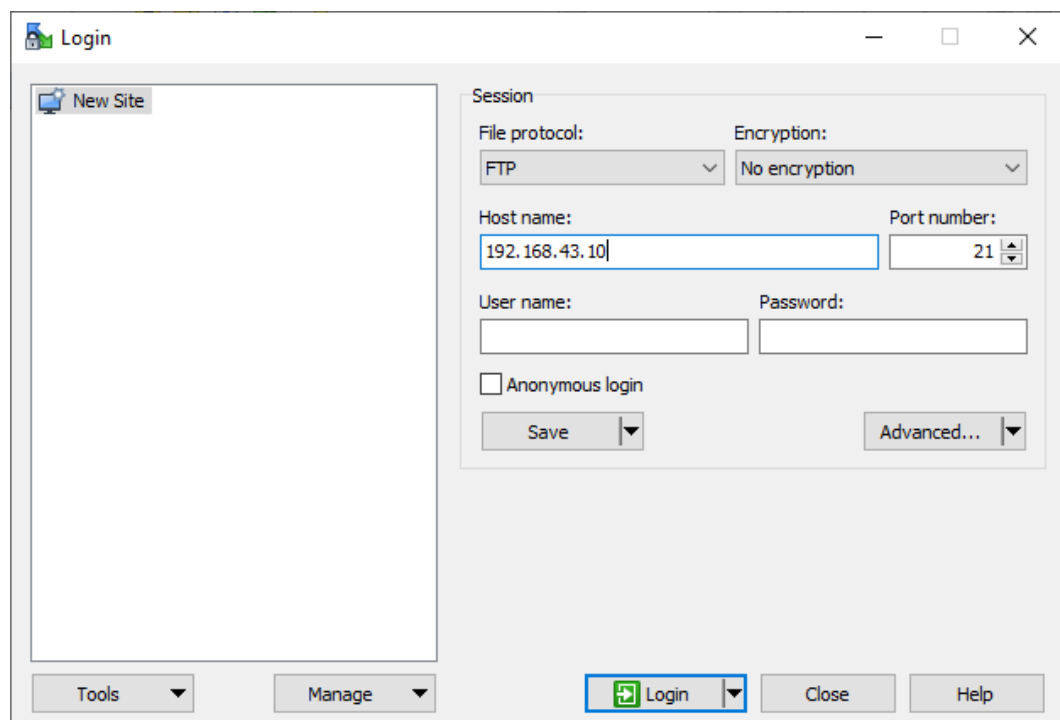 Login
New Site
Session
File protocol:
Encryption:
FTP
No encryption
Host name:
Port number:
192.168.43.10
21
User name:
Password:
Anonymous login
Save
Advanced...
Tools
Manage
Login
Close
Help